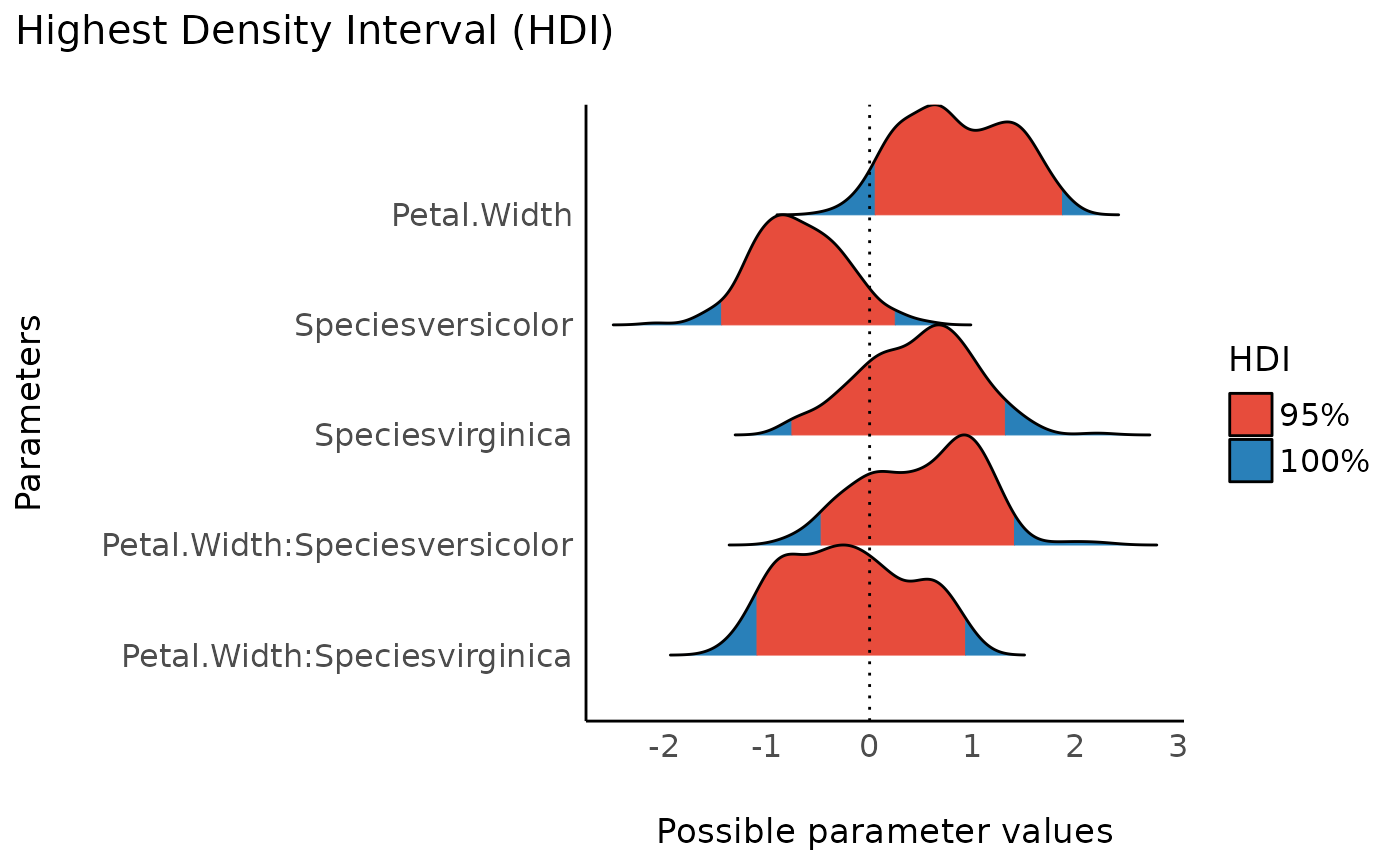 Highest Density Interval (HDI)
Parameters
Petal.Width
Speciesversicolor
Speciesvirginica
Petal.Width:Speciesversicolor
Petal.Width:Speciesvirginica
-2 -1 0 1 2 3
Possible parameter values
HDI
95%
100%